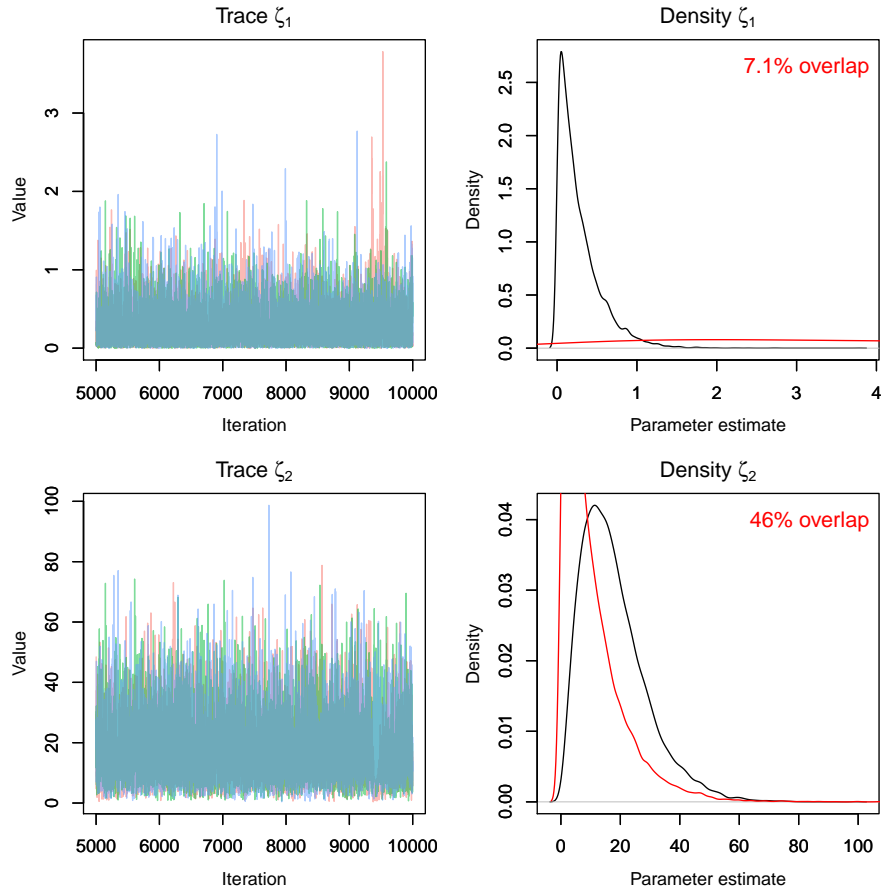 Trace ζ1
Value
0
1
2
3
5000 6000 7000 8000 9000 10000
Iteration
Density ζ1
7.1% overlap
Density
0.0
0.5
1.0
1.5
2.0
2.5
0 1 2 3 4
Parameter estimate
Trace ζ2
Value
0
20
40
60
80
100
5000 6000 7000 8000 9000 10000
Iteration
Density ζ2
46% overlap
Density
0.00
0.01
0.02
0.03
0.04
0 20 40 60 80 100
Parameter estimate